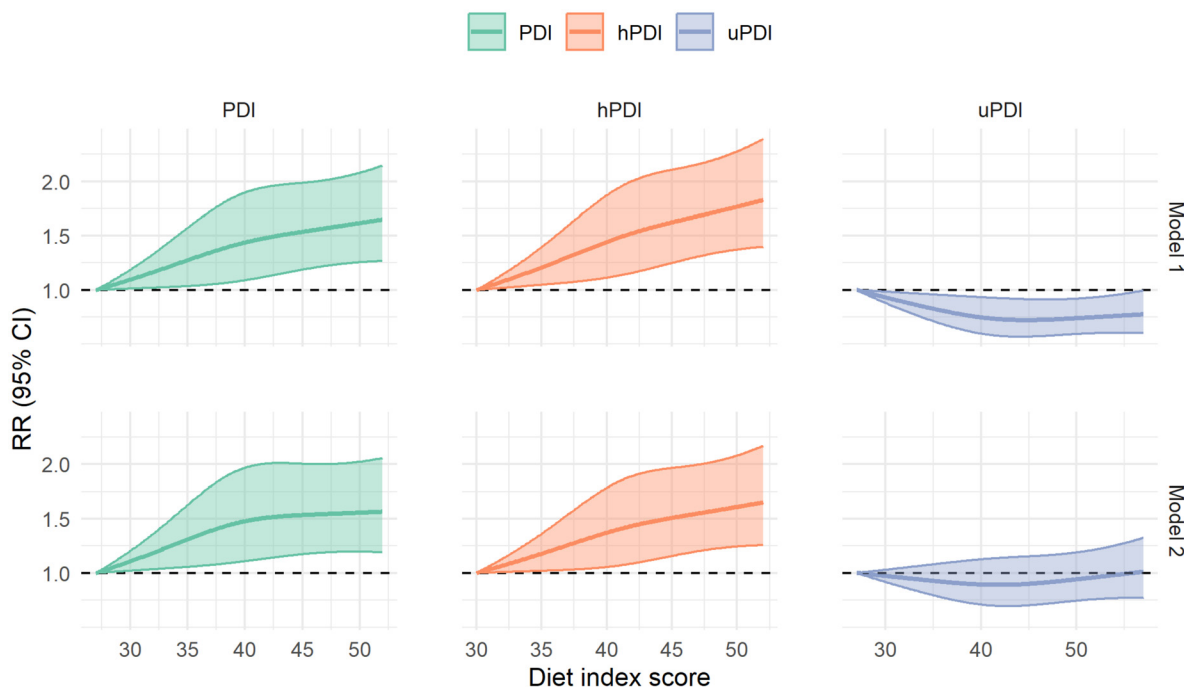 PDI hPDI uPDI
PDI hPDI uPDI
RR (95% CI)
2.0
1.5
1.0
Model 1
2.0
1.5
1.0
Model 2
30 35 40 45 50 30 35 40 45 50 30 40 50
Diet index score